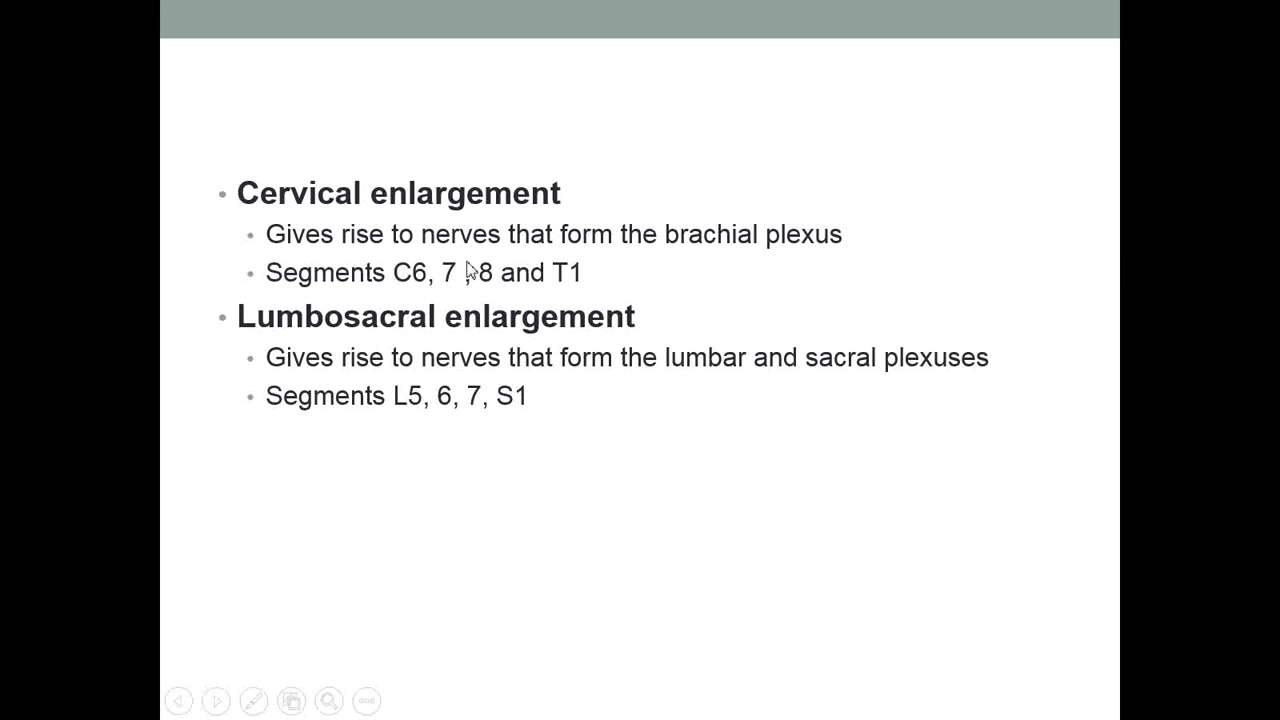 • Cervical enlargement
• Gives rise to nerves that form the brachial plexus
• Segments C6, 7 , 8 and T1
• Lumbosacral enlargement
• Gives rise to nerves that form the lumbar and sacral plexuses
• Segments L5, 6, 7, S1